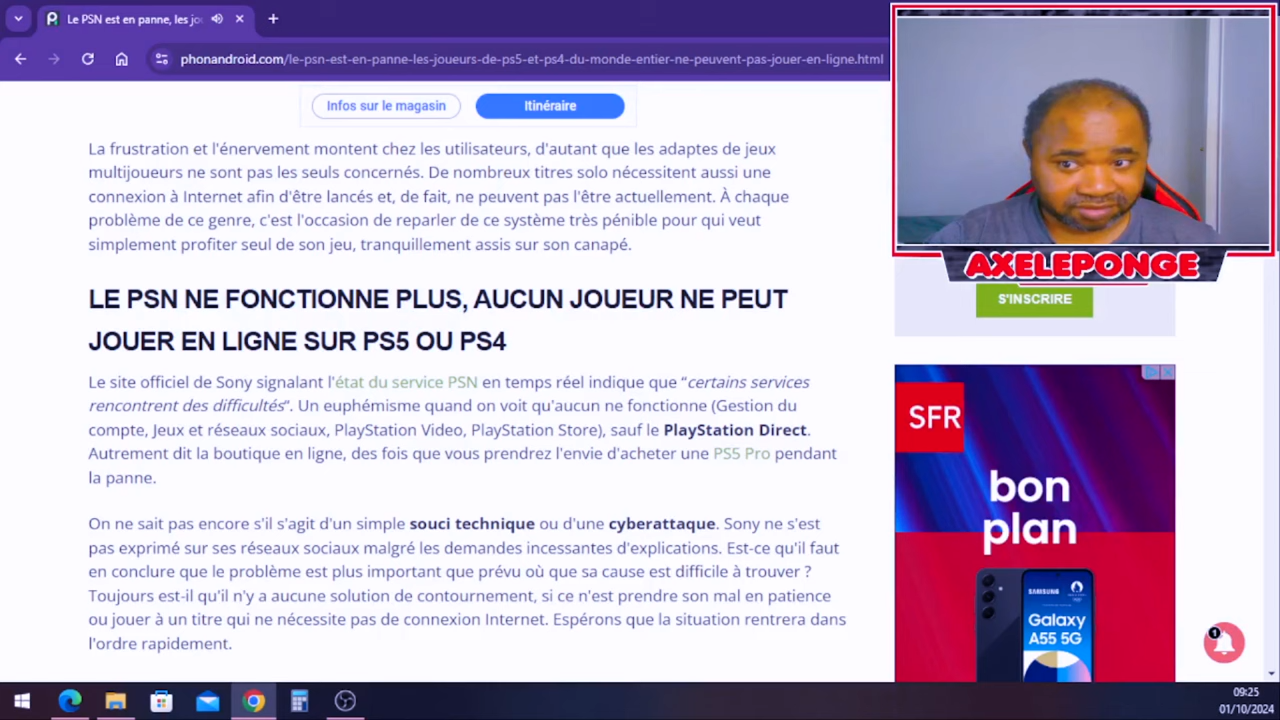 Le PSN est en panne, les jou
phonandroid.com/le-psn-est-en-panne-les-joueurs-de-ps5-et-ps4-du-monde-entier-ne-peuvent-pas-jouer-en-ligne.html
Infos sur le magasin
Itinéraire
La frustration et l'énervement montent chez les utilisateurs, d'autant que les adaptes de jeux
multijoueurs ne sont pas les seuls concernés. De nombreux titres solo nécessitent aussi une
connexion à Internet afin d'être lancés et, de fait, ne peuvent pas l'être actuellement. À chaque
problème de ce genre, c'est l'occasion de reparler de ce système très pénible pour qui veut
simplement profiter seul de son jeu, tranquillement assis sur son canapé.
LE PSN NE FONCTIONNE PLUS, AUCUN JOUEUR NE PEUT
JOUER EN LIGNE SUR PS5 OU PS4
Le site officiel de Sony signalant l'état du service PSN en temps réel indique que “certains services
rencontrent des difficultés“. Un euphémisme quand on voit qu'aucun ne fonctionne (Gestion du
compte, Jeux et réseaux sociaux, PlayStation Video, PlayStation Store), sauf le PlayStation Direct.
Autrement dit la boutique en ligne, des fois que vous prendrez l'envie d'acheter une PS5 Pro pendant
la panne.
On ne sait pas encore s'il s'agit d'un simple souci technique ou d'une cyberattaque. Sony ne s'est
pas exprimé sur ses réseaux sociaux malgré les demandes incessantes d'explications. Est-ce qu'il faut
en conclure que le problème est plus important que prévu où que sa cause est difficile à trouver ?
Toujours est-il qu'il n'y a aucune solution de contournement, si ce n'est prendre son mal en patience
ou jouer à un titre qui ne nécessite pas de connexion Internet. Espérons que la situation rentrera dans
l'ordre rapidement.
AXELEPONGE
S'INSCRIRE
SFR
bon
plan
SAMSUNG
Galaxy
A55 5G
1
09:25
01/10/2024